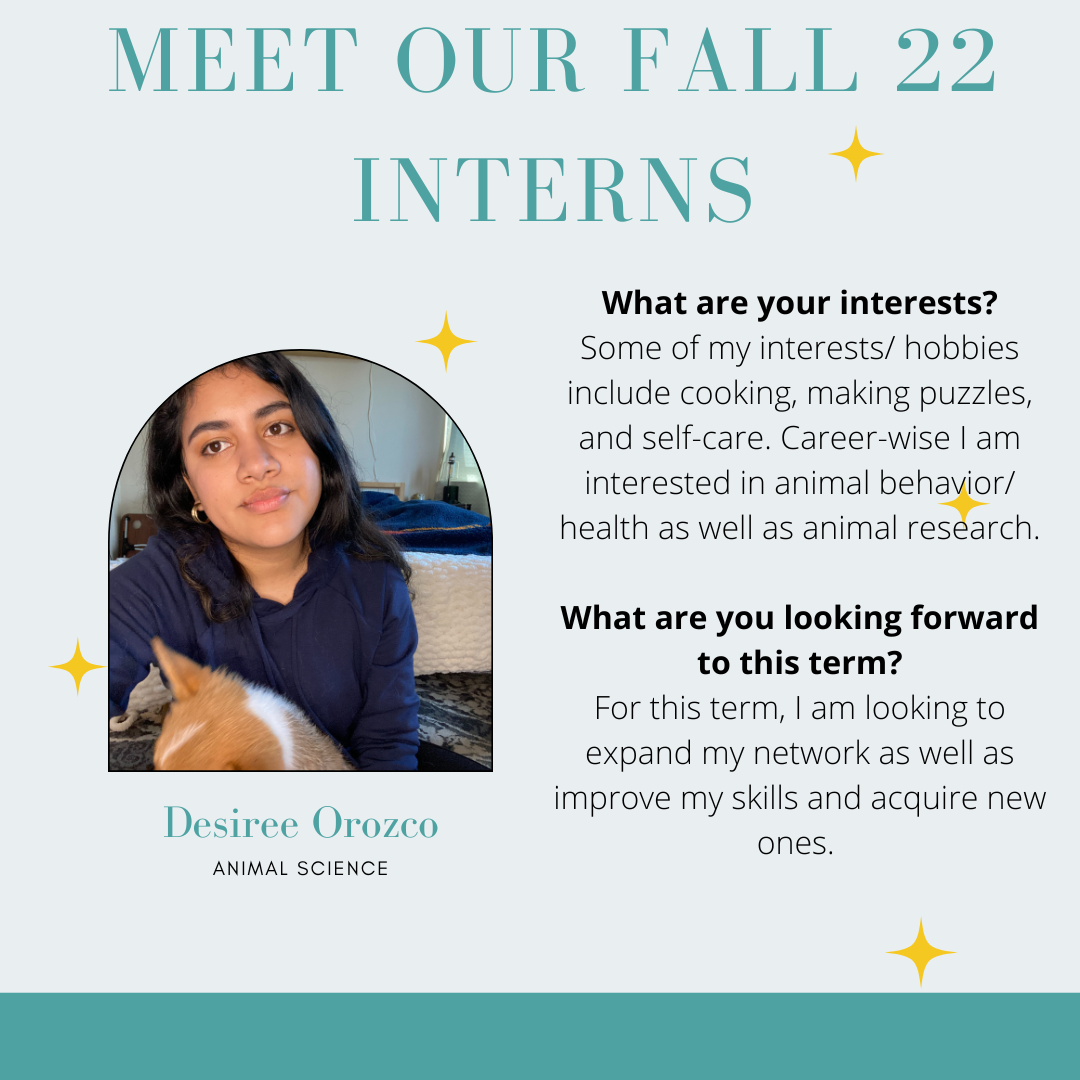 MEET OUR FALL 22
INTERNS
What are your interests?
Some of my interests/ hobbies
include cooking, making puzzles,
and self-care. Career-wise I am
interested in animal behavior/
health as well as animal research.
What are you looking forward
to this term?
For this term, I am looking to
expand my network as well as
improve my skills and acquire new
ones.
Desiree Orozco
ANIMAL SCIENCE